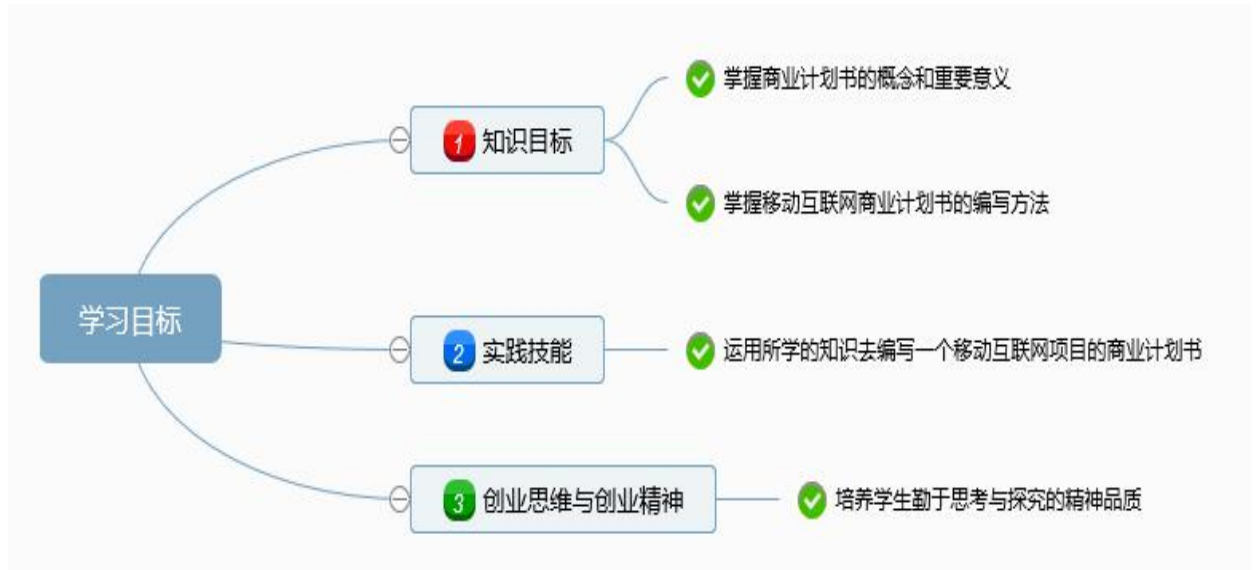 学习目标
1 知识目标
掌握商业计划书的概念和重要意义
掌握移动互联网商业计划书的编写方法
2 实践技能
运用所学的知识去编写一个移动互联网项目的商业计划书
3 创业思维与创业精神
培养学生勤于思考与探究的精神品质